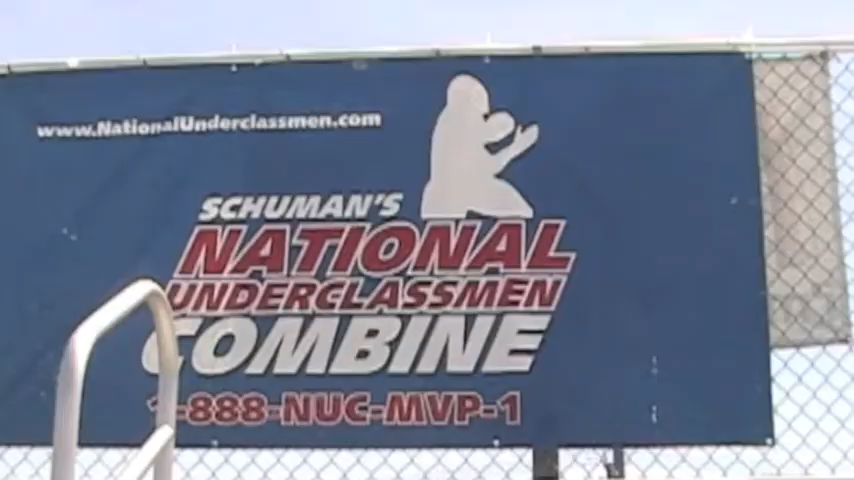 www.NationalUnderclassmen.com
SCHUMAN'S
NATIONAL
UNDERCLASSMEN
COMBINE
1-888-NUC-MVP-1